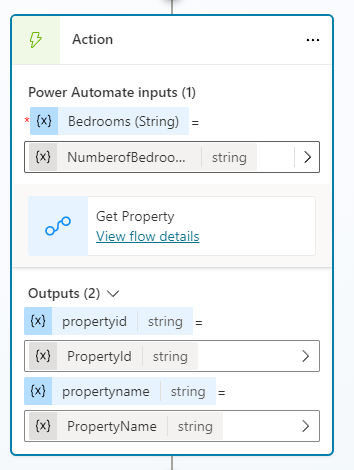 Action
Power Automate inputs (1)
* {x} Bedrooms (String) =
{x} NumberofBedroo... string
Get Property
View flow details
Outputs (2)
{x} propertyid string =
{x} PropertyId string
{x} propertyname string =
{x} PropertyName string